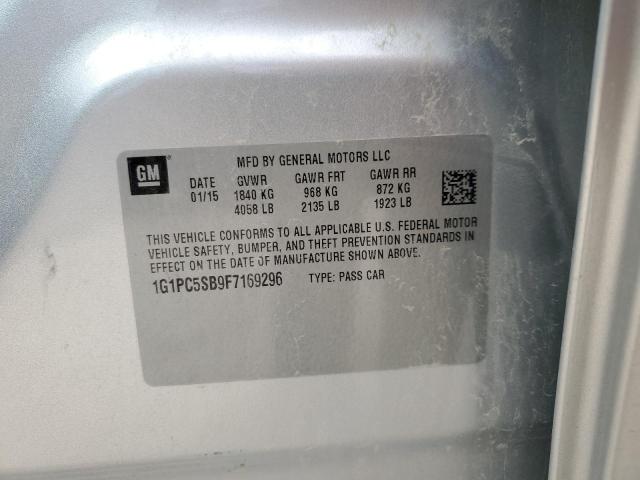 GM
MFD BY GENERAL MOTORS LLC
DATE GVWR GAWR FRT GAWR RR
01/15 1840 KG 968 KG 872 KG
4058 LB 2135 LB 1923 LB
THIS VEHICLE CONFORMS TO ALL APPLICABLE U.S. FEDERAL MOTOR
VEHICLE SAFETY, BUMPER, AND THEFT PREVENTION STANDARDS IN
EFFECT ON THE DATE OF MANUFACTURE SHOWN ABOVE.
1G1PC5SB9F7169296 TYPE: PASS CAR